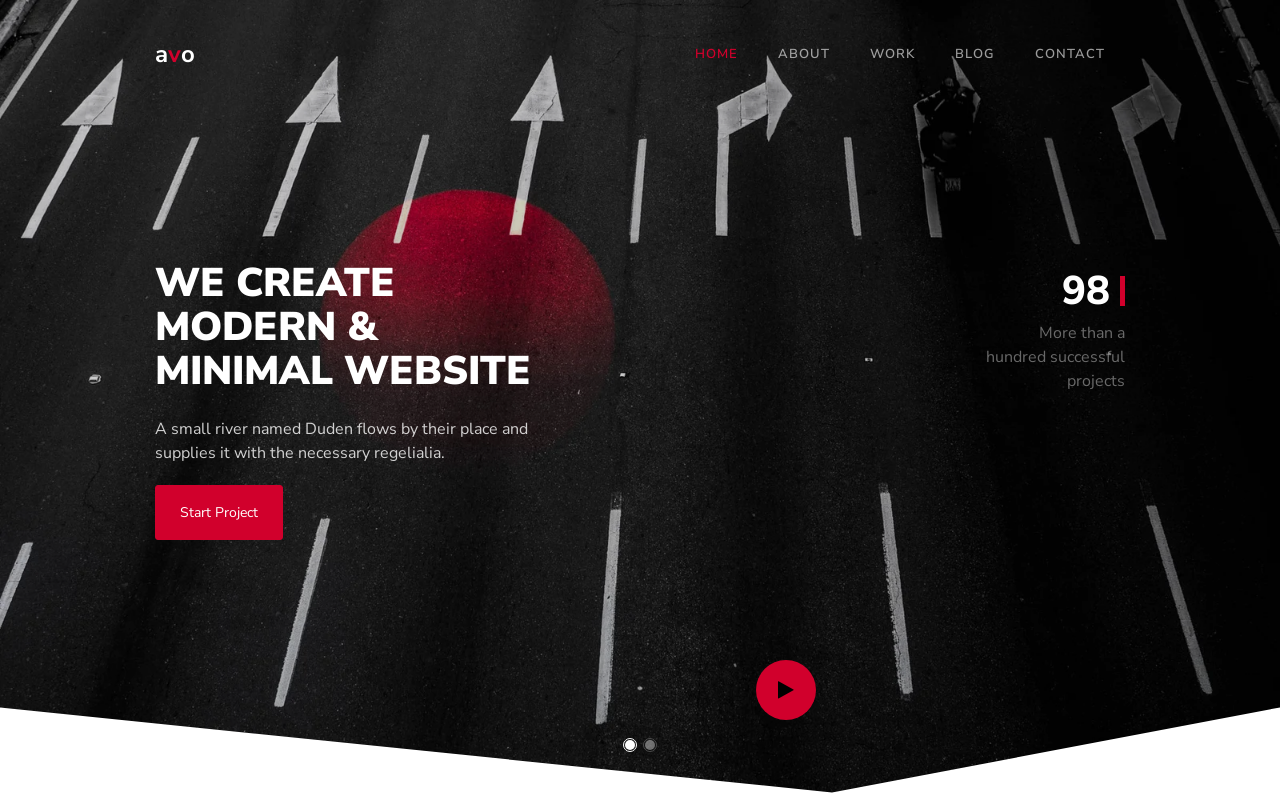 avo
HOME ABOUT WORK BLOG CONTACT
WE CREATE
MODERN &
MINIMAL WEBSITE
A small river named Duden flows by their place and
supplies it with the necessary regelialia.
Start Project
98
More than a
hundred successful
projects